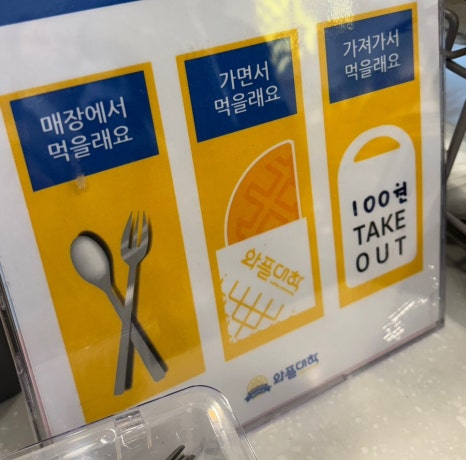 매장에서
먹을래요
가면서
먹을래요
가져가서
먹을래요
와플대학
100원
TAKE
OUT
와플대학